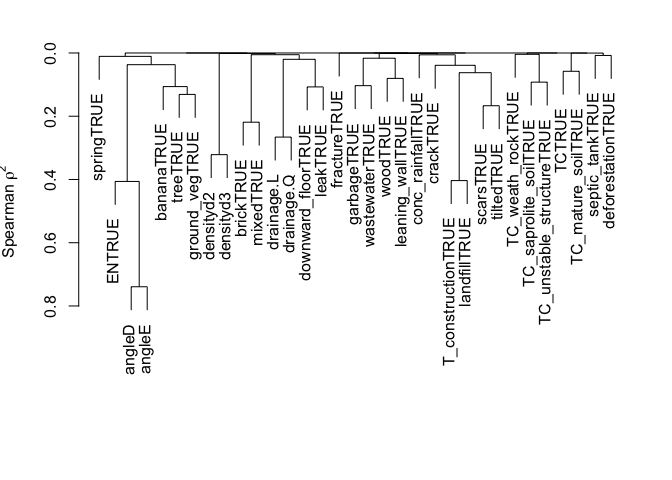 Spearman ρ2
0.0
0.2
0.4
0.6
0.8
springTRUE
ENTRUE
angleD
angleE
bananaTRUE
treeTRUE
ground_vegTRUE
densityd2
densityd3
brickTRUE
mixedTRUE
drainage.L
drainage.Q
downward_floorTRUE
leakTRUE
fractureTRUE
garbageTRUE
wastewaterTRUE
woodTRUE
leaning_wallTRUE
conc_rainfallTRUE
crackTRUE
T_constructionTRUE
landfillTRUE
scarsTRUE
tiltedTRUE
TC_weath_rockTRUE
TC_saprolite_soilTRUE
TC_unstable_structureTRUE
TCTRUE
TC_mature_soilTRUE
septic_tankTRUE
deforestationTRUE